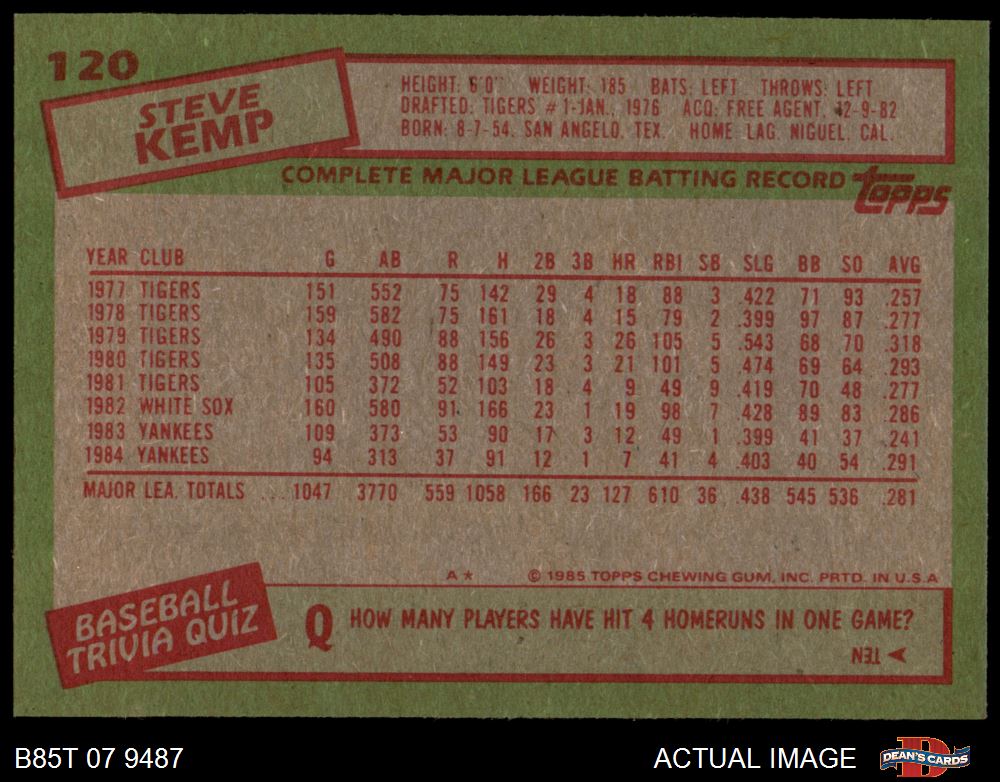 120
STEVE
KEMP
HEIGHT: 6'0" WEIGHT: 185 BATS: LEFT THROWS: LEFT
DRAFTED: TIGERS #1-JAN., 1976 ACQ: FREE AGENT, 12-9-82
BORN: 8-7-54, SAN ANGELO, TEX. HOME: LAG. NIGUEL, CAL.
COMPLETE MAJOR LEAGUE BATTING RECORD topps
YEAR CLUB G AB R H 2B 3B HR RBI SB SLG BB SO AVG
1977 TIGERS 151 552 75 142 29 4 18 88 3 .422 71 93 .257
1978 TIGERS 159 582 75 161 18 4 15 79 2 .399 97 87 .277
1979 TIGERS 134 490 88 156 26 3 26 105 5 .543 68 70 .318
1980 TIGERS 135 508 88 149 23 3 21 101 5 .474 69 64 .293
1981 TIGERS 105 372 52 103 18 4 9 49 9 .419 70 48 .277
1982 WHITE SOX 160 580 91 166 23 1 19 98 7 .428 89 83 .286
1983 YANKEES 109 373 53 90 17 3 12 49 1 .399 41 37 .241
1984 YANKEES 94 313 37 91 12 1 7 41 4 .403 40 54 .291
MAJOR LEA. TOTALS ... 1047 3770 559 1058 166 23 127 610 36 .438 545 536 .281
A★ © 1985 TOPPS CHEWING GUM, INC. PRTD. IN U.S.A
BASEBALL
TRIVIA QUIZ
Q HOW MANY PLAYERS HAVE HIT 4 HOMERUNS IN ONE GAME?
A TEN
B85T 07 9487 ACTUAL IMAGE DEAN'S CARDS